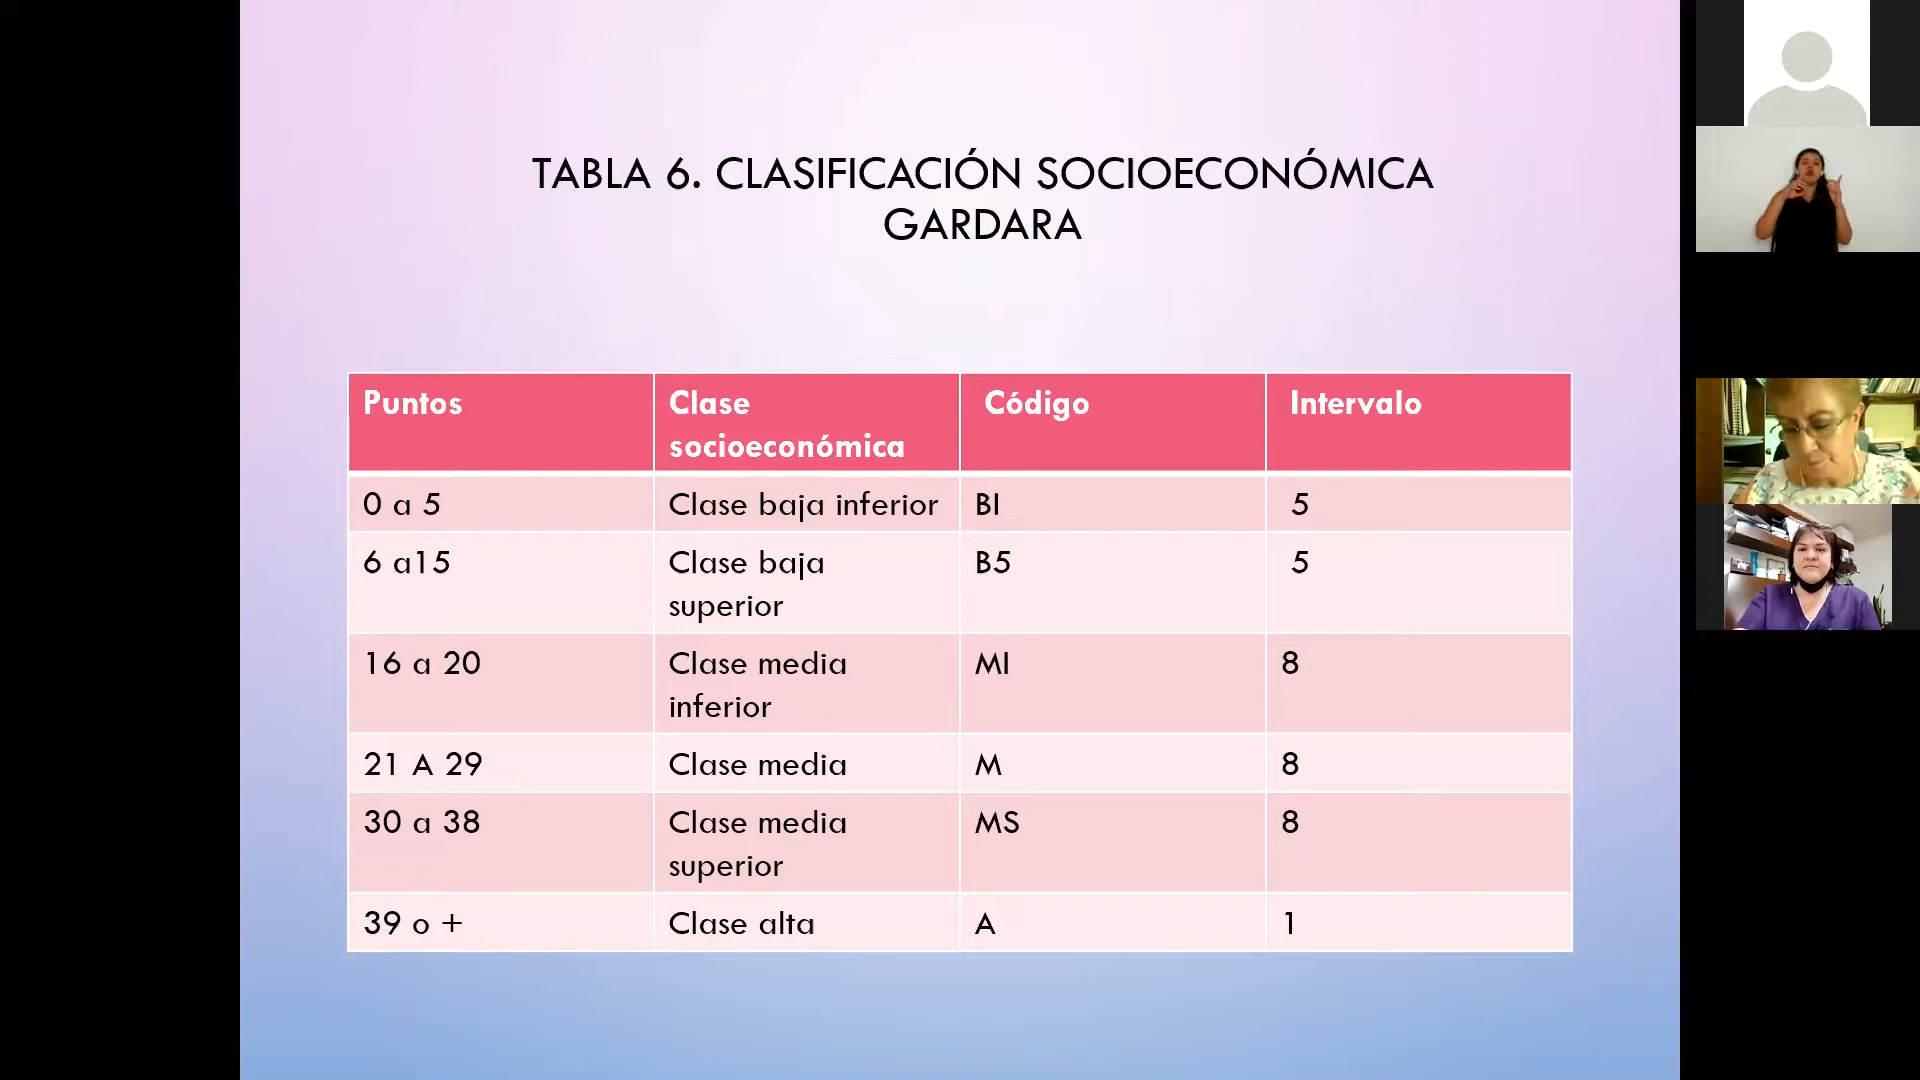 TABLA 6. CLASIFICACIÓN SOCIOECONÓMICA
GARDARA
Puntos Clase socioeconómica Código Intervalo
0 a 5 Clase baja inferior BI 5
6 a15 Clase baja superior B5 5
16 a 20 Clase media inferior MI 8
21 A 29 Clase media M 8
30 a 38 Clase media superior MS 8
39 o + Clase alta A 1